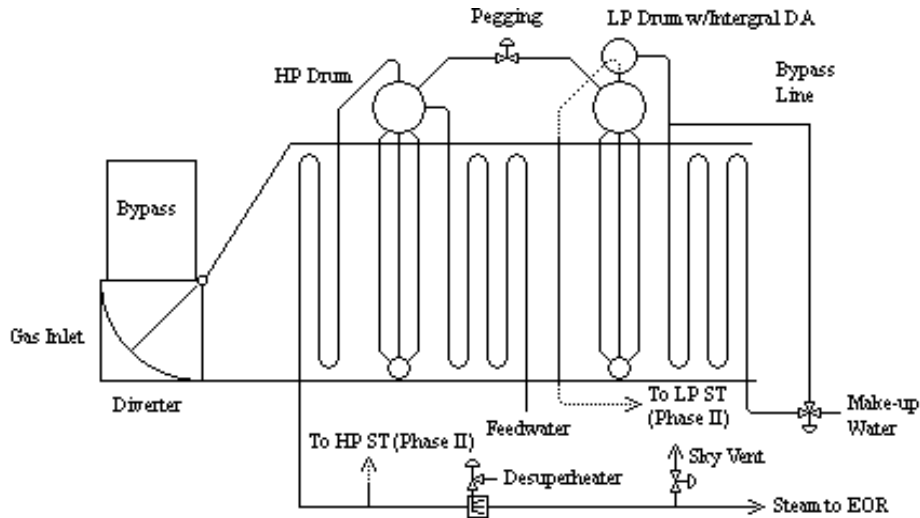 Pegging
LP Drum w/Intergral DA
HP Drum
Bypass
Line
Bypass
Gas Inlet
Diverter
To LP ST
(Phase II)
Make-up
Water
Feedwater
To HP ST (Phase II)
Sky Vent
Desuperheater
Steam to EOR